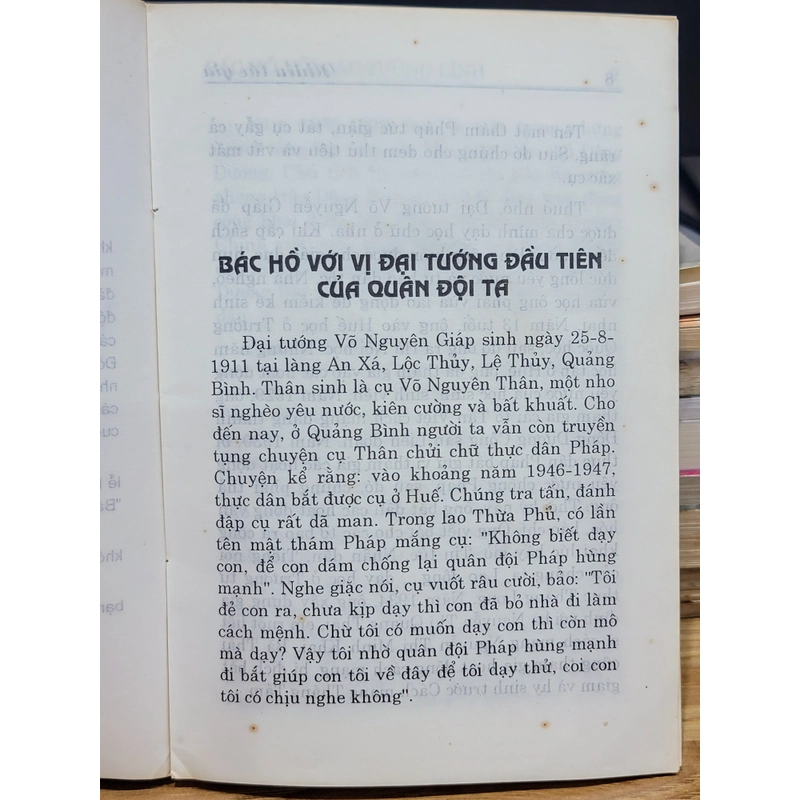 BÁC HỒ VỚI VỊ ĐẠI TƯỚNG ĐẦU TIÊN
CỦA QUÂN ĐỘI TA
Đại tướng Võ Nguyên Giáp sinh ngày 25-8-
1911 tại làng An Xá, Lộc Thủy, Lệ Thủy, Quảng
Bình. Thân sinh là cụ Võ Nguyên Thân, một nho
sĩ nghèo yêu nước, kiên cường và bất khuất. Cho
đến nay, ở Quảng Bình người ta vẫn còn truyền
tụng chuyện cụ Thân chửi chữ thực dân Pháp.
Chuyện kể rằng: vào khoảng năm 1946-1947,
thực dân bắt được cụ ở Huế. Chúng tra tấn, đánh
đập cụ rất dã man. Trong lao Thừa Phủ, có lần
tên mật thám Pháp mắng cụ: "Không biết dạy
con, để con dám chống lại quân đội Pháp hùng
mạnh". Nghe giặc nói, cụ vuốt râu cười, bảo: "Tôi
đẻ con ra, chưa kịp dạy thì con đã bỏ nhà đi làm
cách mệnh. Chừ tôi có muốn dạy con thì còn mô
mà dạy? Vậy tôi nhờ quân đội Pháp hùng mạnh
đi bắt giúp con tôi về đây để tôi dạy thử, coi con
tôi có chịu nghe không".